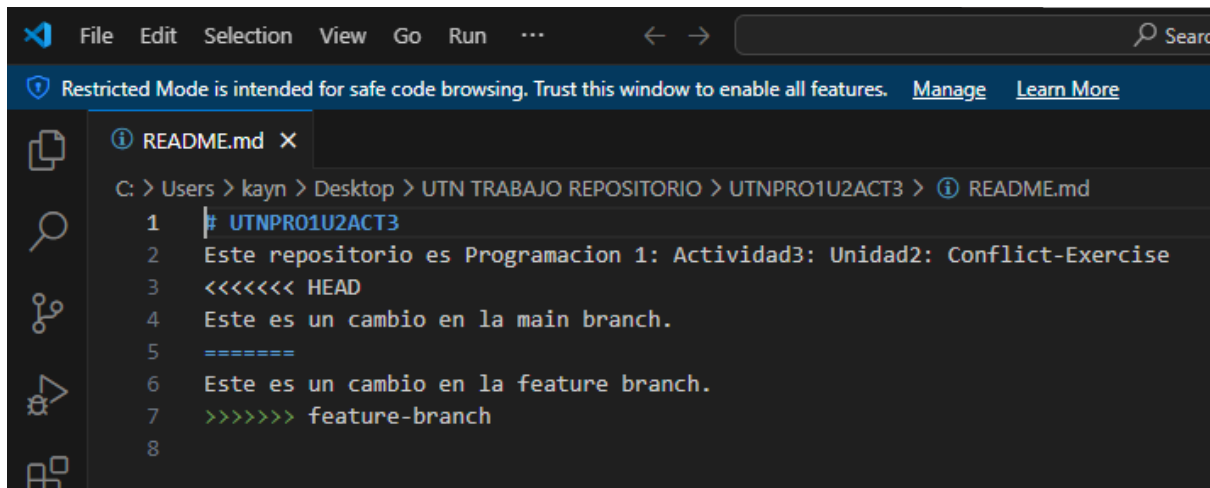 File Edit Selection View Go Run ··· ← → Searc
Restricted Mode is intended for safe code browsing. Trust this window to enable all features. Manage Learn More
README.md ×
C: > Users > kayn > Desktop > UTN TRABAJO REPOSITORIO > UTNPRO1U2ACT3 > README.md
1 # UTNPRO1U2ACT3
2 Este repositorio es Programacion 1: Actividad3: Unidad2: Conflict-Exercise
3 <<<<<<< HEAD
4 Este es un cambio en la main branch.
5 =======
6 Este es un cambio en la feature branch.
7 >>>>>>> feature-branch
8